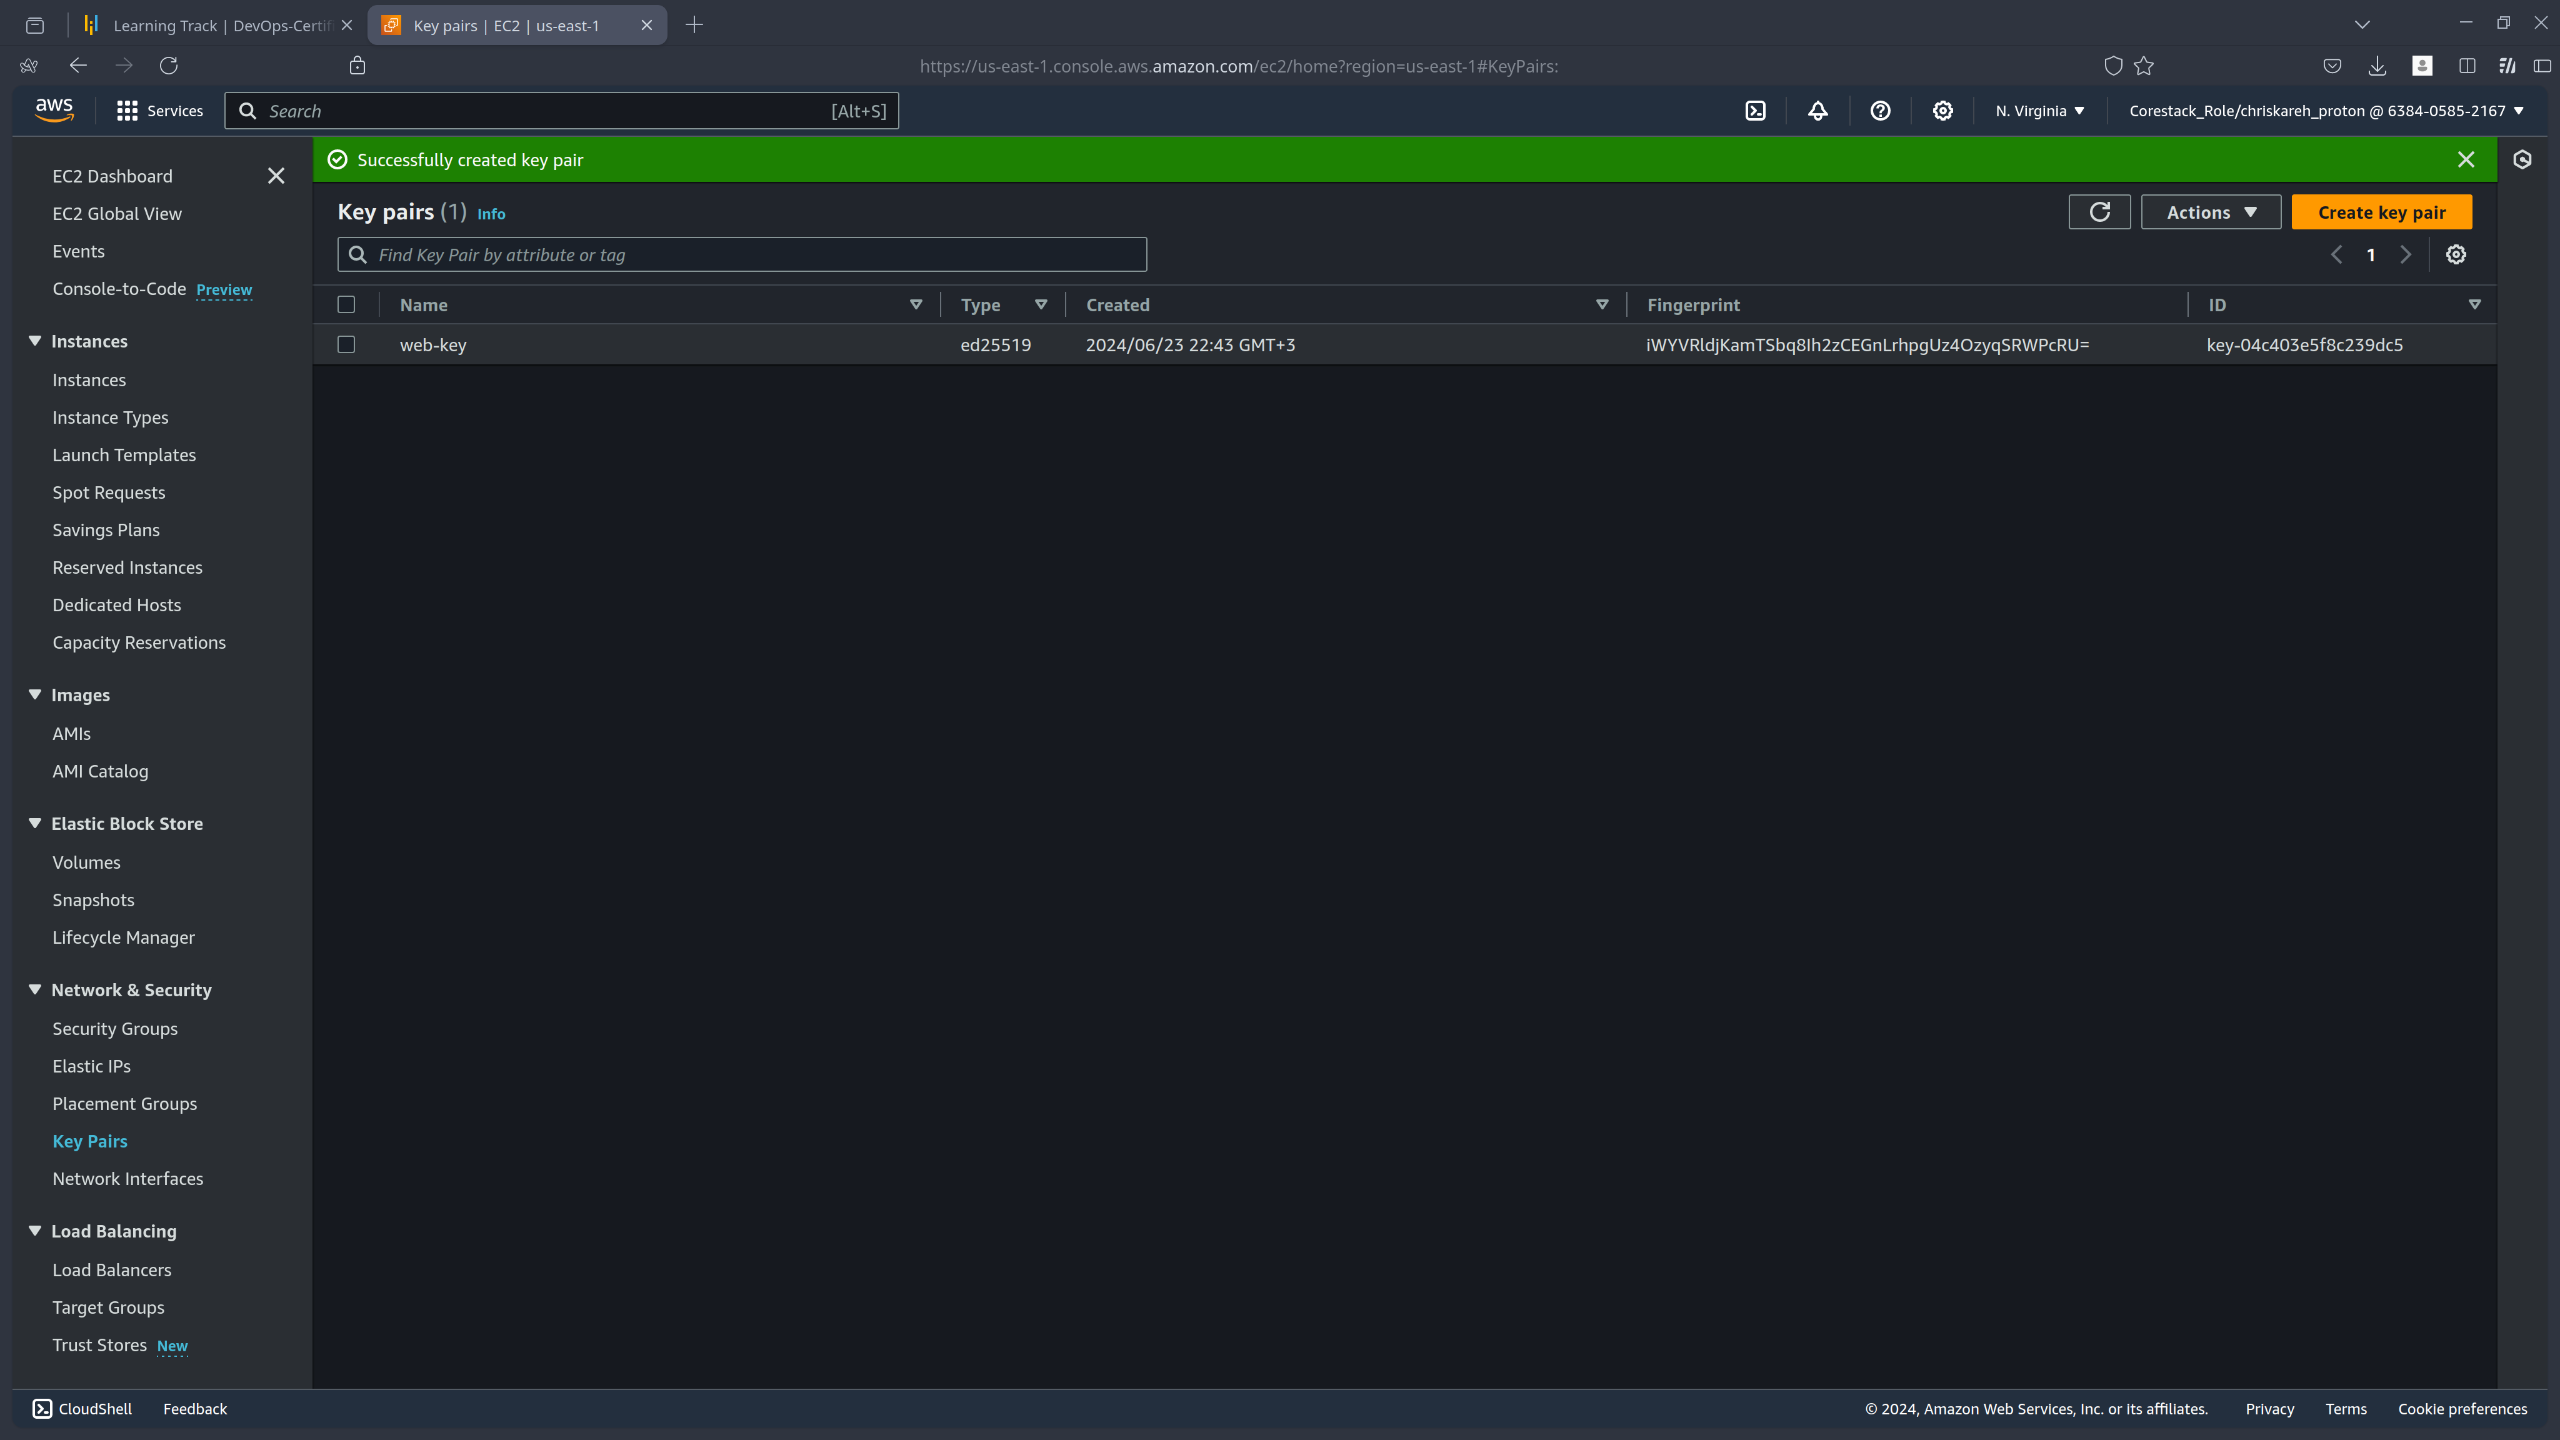 Learning Track | DevOps-Certifi
Key pairs | EC2 | us-east-1
https://us-east-1.console.aws.amazon.com/ec2/home?region=us-east-1#KeyPairs:
aws
Services
Search
[Alt+S]
N. Virginia
Corestack_Role/chriskareh_proton @ 6384-0585-2167
EC2 Dashboard
EC2 Global View
Events
Console-to-Code Preview
Instances
Instances
Instance Types
Launch Templates
Spot Requests
Savings Plans
Reserved Instances
Dedicated Hosts
Capacity Reservations
Images
AMIs
AMI Catalog
Elastic Block Store
Volumes
Snapshots
Lifecycle Manager
Network & Security
Security Groups
Elastic IPs
Placement Groups
Key Pairs
Network Interfaces
Load Balancing
Load Balancers
Target Groups
Trust Stores New
Successfully created key pair
Key pairs (1) Info
Actions
Create key pair
Find Key Pair by attribute or tag
1
Name Type Created Fingerprint ID
web-key ed25519 2024/06/23 22:43 GMT+3 iWYVRldjKamTSbq8Ih2zCEGnLrhpgUz4OzyqSRWPcRU= key-04c403e5f8c239dc5
CloudShell
Feedback
© 2024, Amazon Web Services, Inc. or its affiliates.
Privacy
Terms
Cookie preferences